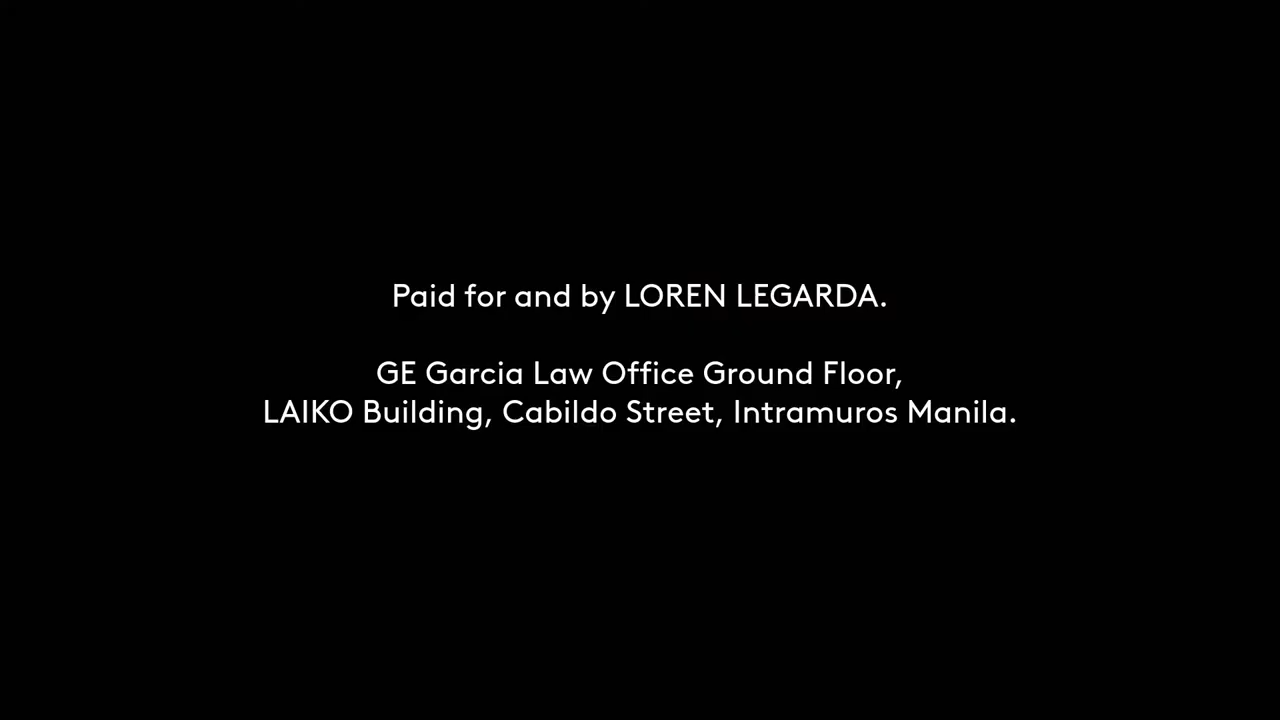 Paid for and by LOREN LEGARDA.
GE Garcia Law Office Ground Floor,
LAIKO Building, Cabildo Street, Intramuros Manila.